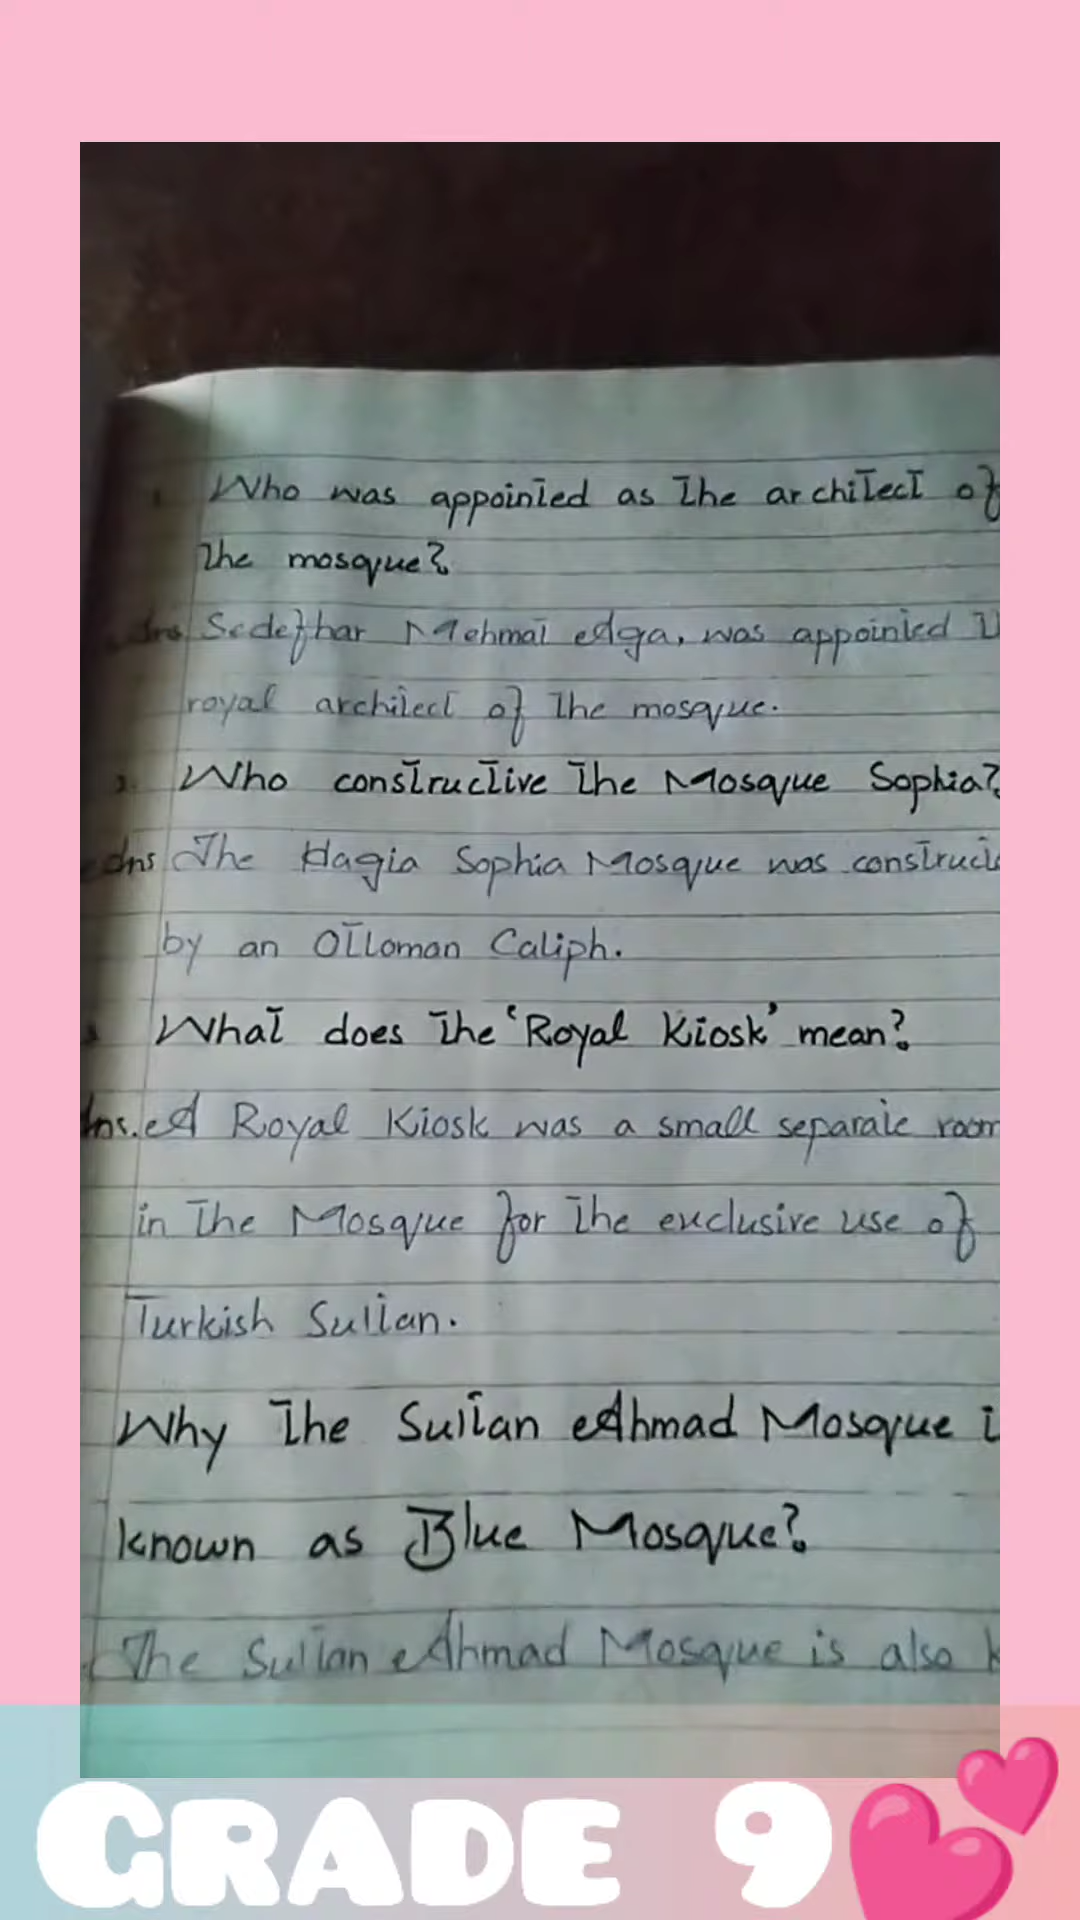 1. Who was appointed as the architect of
the mosque?
Ans Sedefhar Mehmat Aga, was appointed
royal architect of the mosque.
2. Who constructive the Mosque Sophia?
Ans The Hagia Sophia Mosque was
by an Ottoman Caliph.
What does the 'Royal Kiosk' mean?
Ans. A Royal Kiosk was a small separate room
in the Mosque for the exclusive use of
Turkish Sultan.
Why the Sultan Ahmad Mosque
known as Blue Mosque?
The Sultan Ahmad Mosque is also
GRADE 9